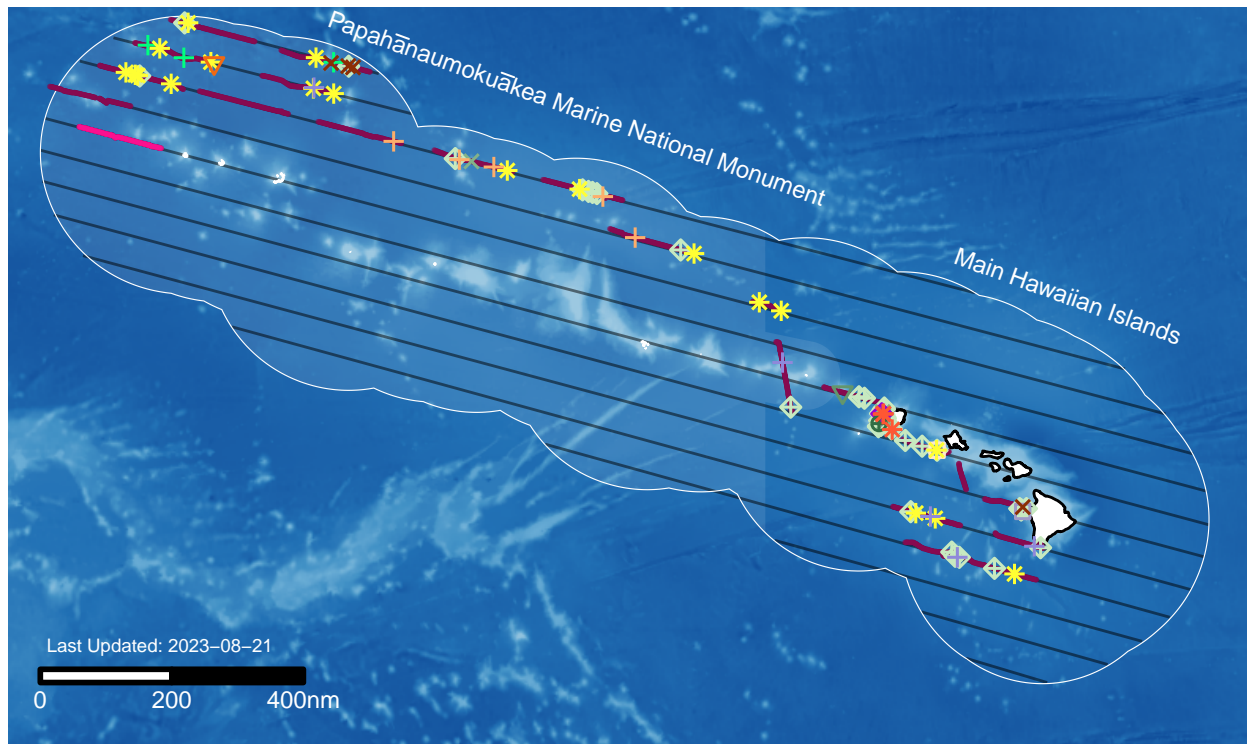 Papahānaumokuākea Marine National Monument
Main Hawaiian Islands
Last Updated: 2023−08−21
0 200 400nm